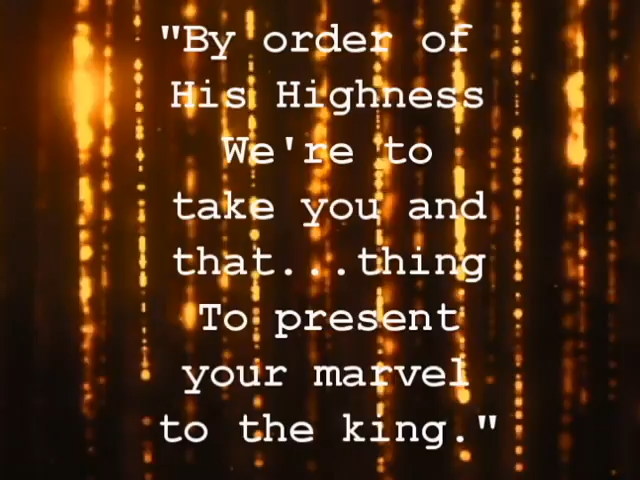 "By order of
His Highness
We're to
take you and
that...thing
To present
your marvel
to the king."